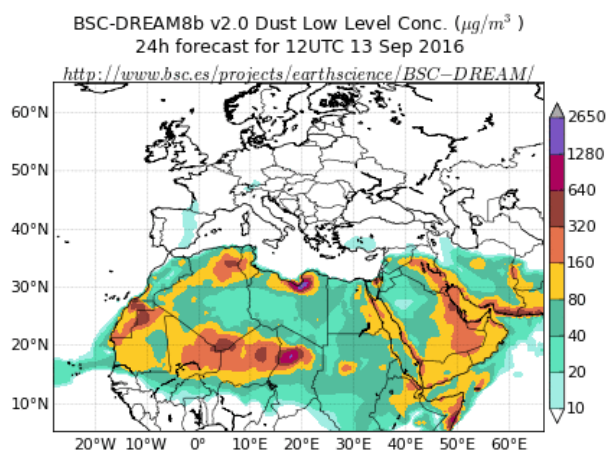 BSC-DREAM8b v2.0 Dust Low Level Conc. (μg/m³ )
24h forecast for 12UTC 13 Sep 2016
http://www.bsc.es/projects/earthscience/BSC−DREAM/
60°N
50°N
40°N
30°N
20°N
10°N
20°W
10°W
0°
10°E
20°E
30°E
40°E
50°E
60°E
2650
1280
640
320
160
80
40
20
10